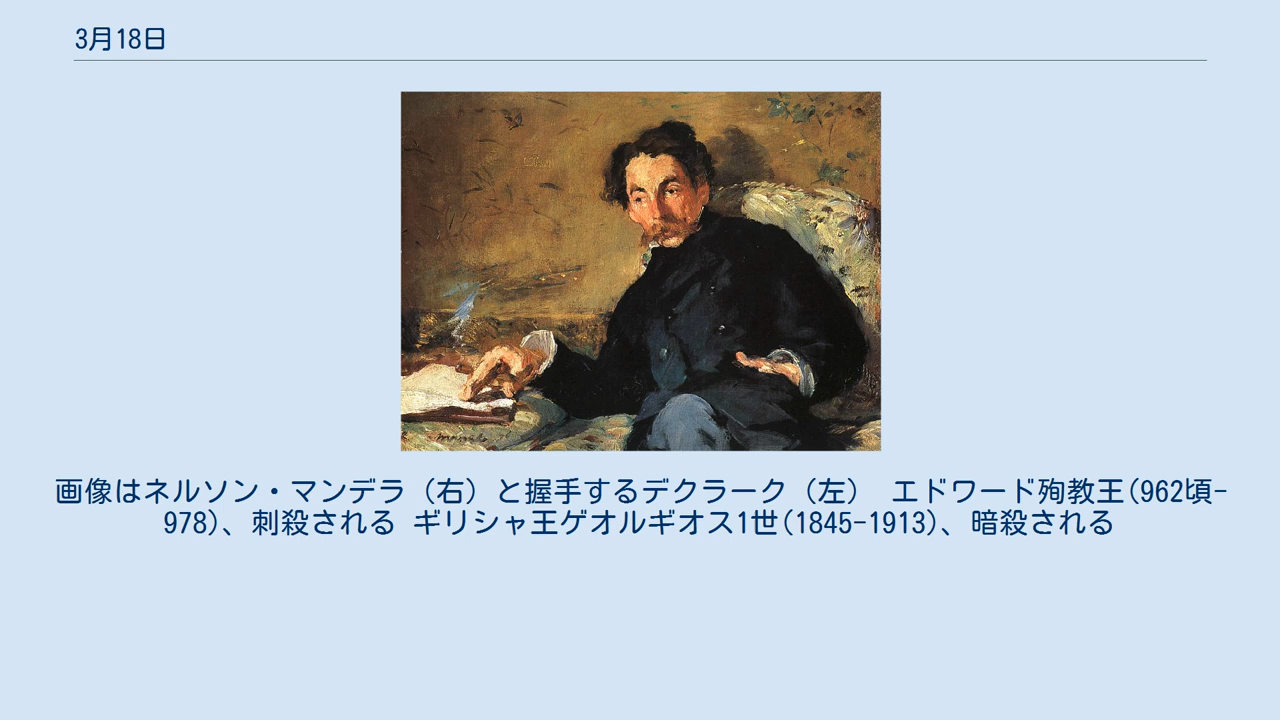 3月18日
画像はネルソン・マンデラ（右）と握手するデクラーク（左） エドワード殉教王(962頃-
978)、刺殺される ギリシャ王ゲオルギオス1世(1845-1913)、暗殺される